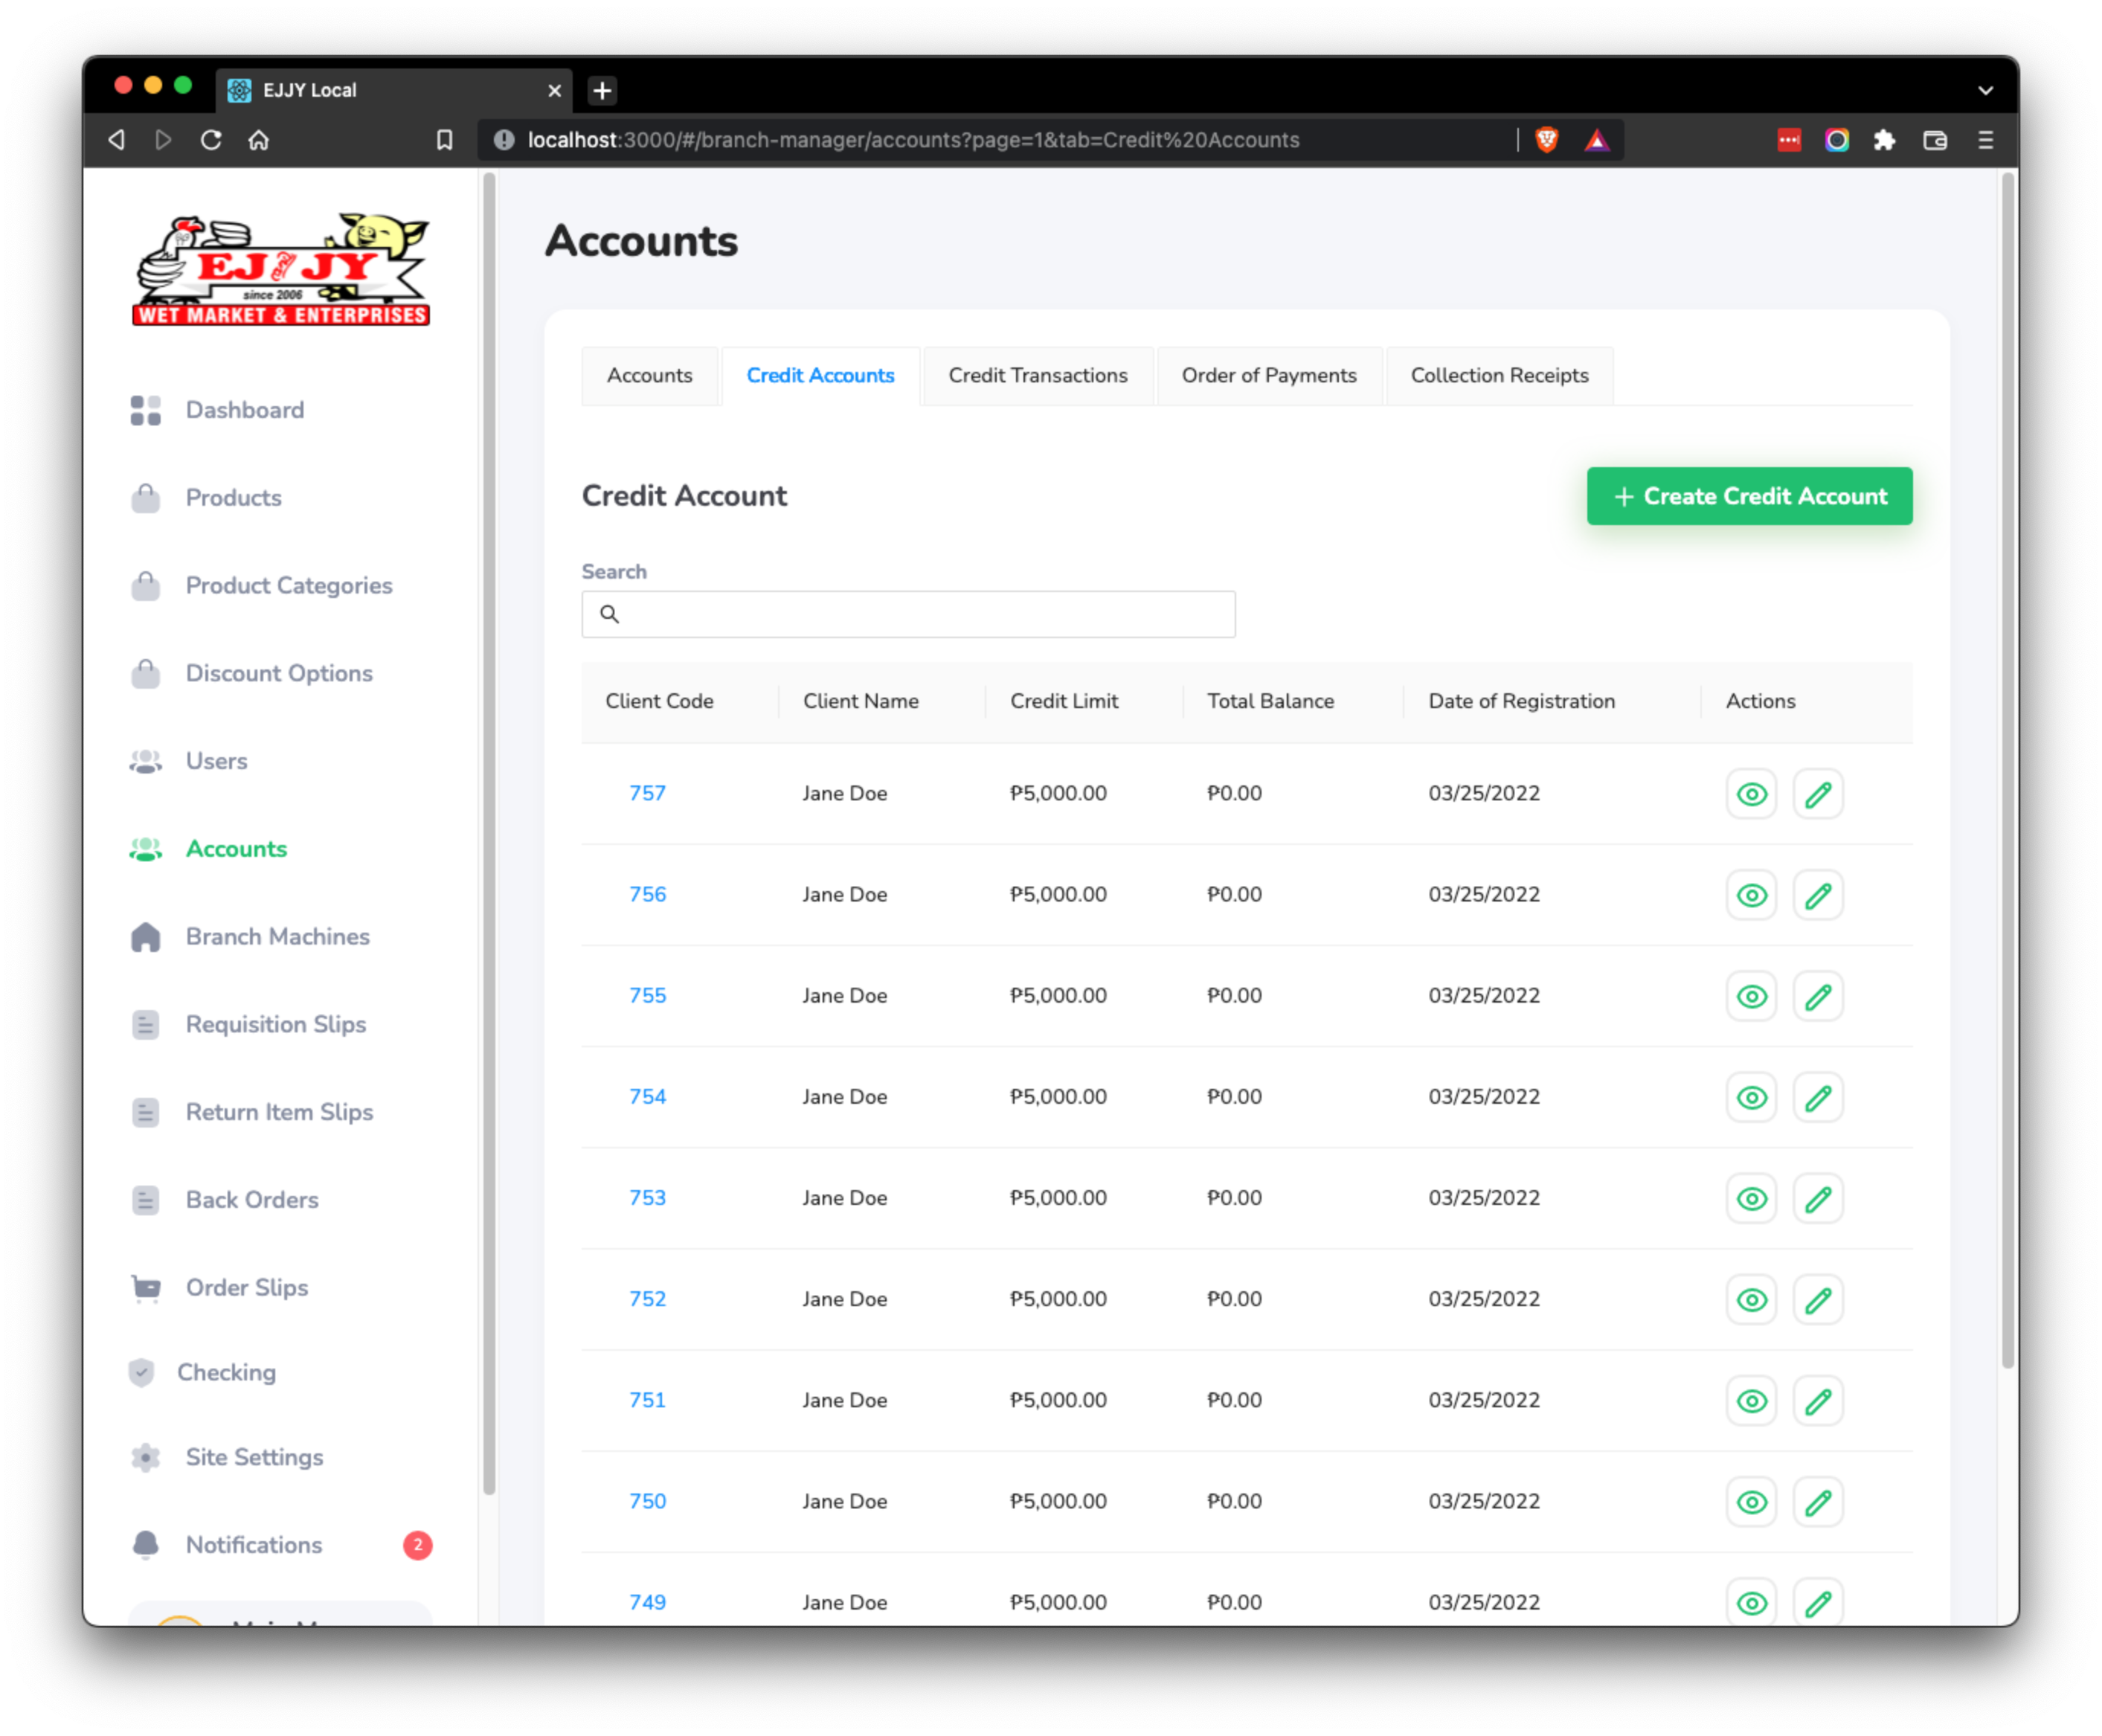 EJJY Local
localhost:3000/#/branch-manager/accounts?page=1&tab=Credit%20Accounts
EJ & JY
since 2006
WET MARKET & ENTERPRISES
Dashboard
Products
Product Categories
Discount Options
Users
Accounts
Branch Machines
Requisition Slips
Return Item Slips
Back Orders
Order Slips
Checking
Site Settings
Notifications 2
Accounts
Accounts Credit Accounts Credit Transactions Order of Payments Collection Receipts
Credit Account + Create Credit Account
Search
Client Code Client Name Credit Limit Total Balance Date of Registration Actions
757 Jane Doe ₱5,000.00 ₱0.00 03/25/2022
756 Jane Doe ₱5,000.00 ₱0.00 03/25/2022
755 Jane Doe ₱5,000.00 ₱0.00 03/25/2022
754 Jane Doe ₱5,000.00 ₱0.00 03/25/2022
753 Jane Doe ₱5,000.00 ₱0.00 03/25/2022
752 Jane Doe ₱5,000.00 ₱0.00 03/25/2022
751 Jane Doe ₱5,000.00 ₱0.00 03/25/2022
750 Jane Doe ₱5,000.00 ₱0.00 03/25/2022
749 Jane Doe ₱5,000.00 ₱0.00 03/25/2022